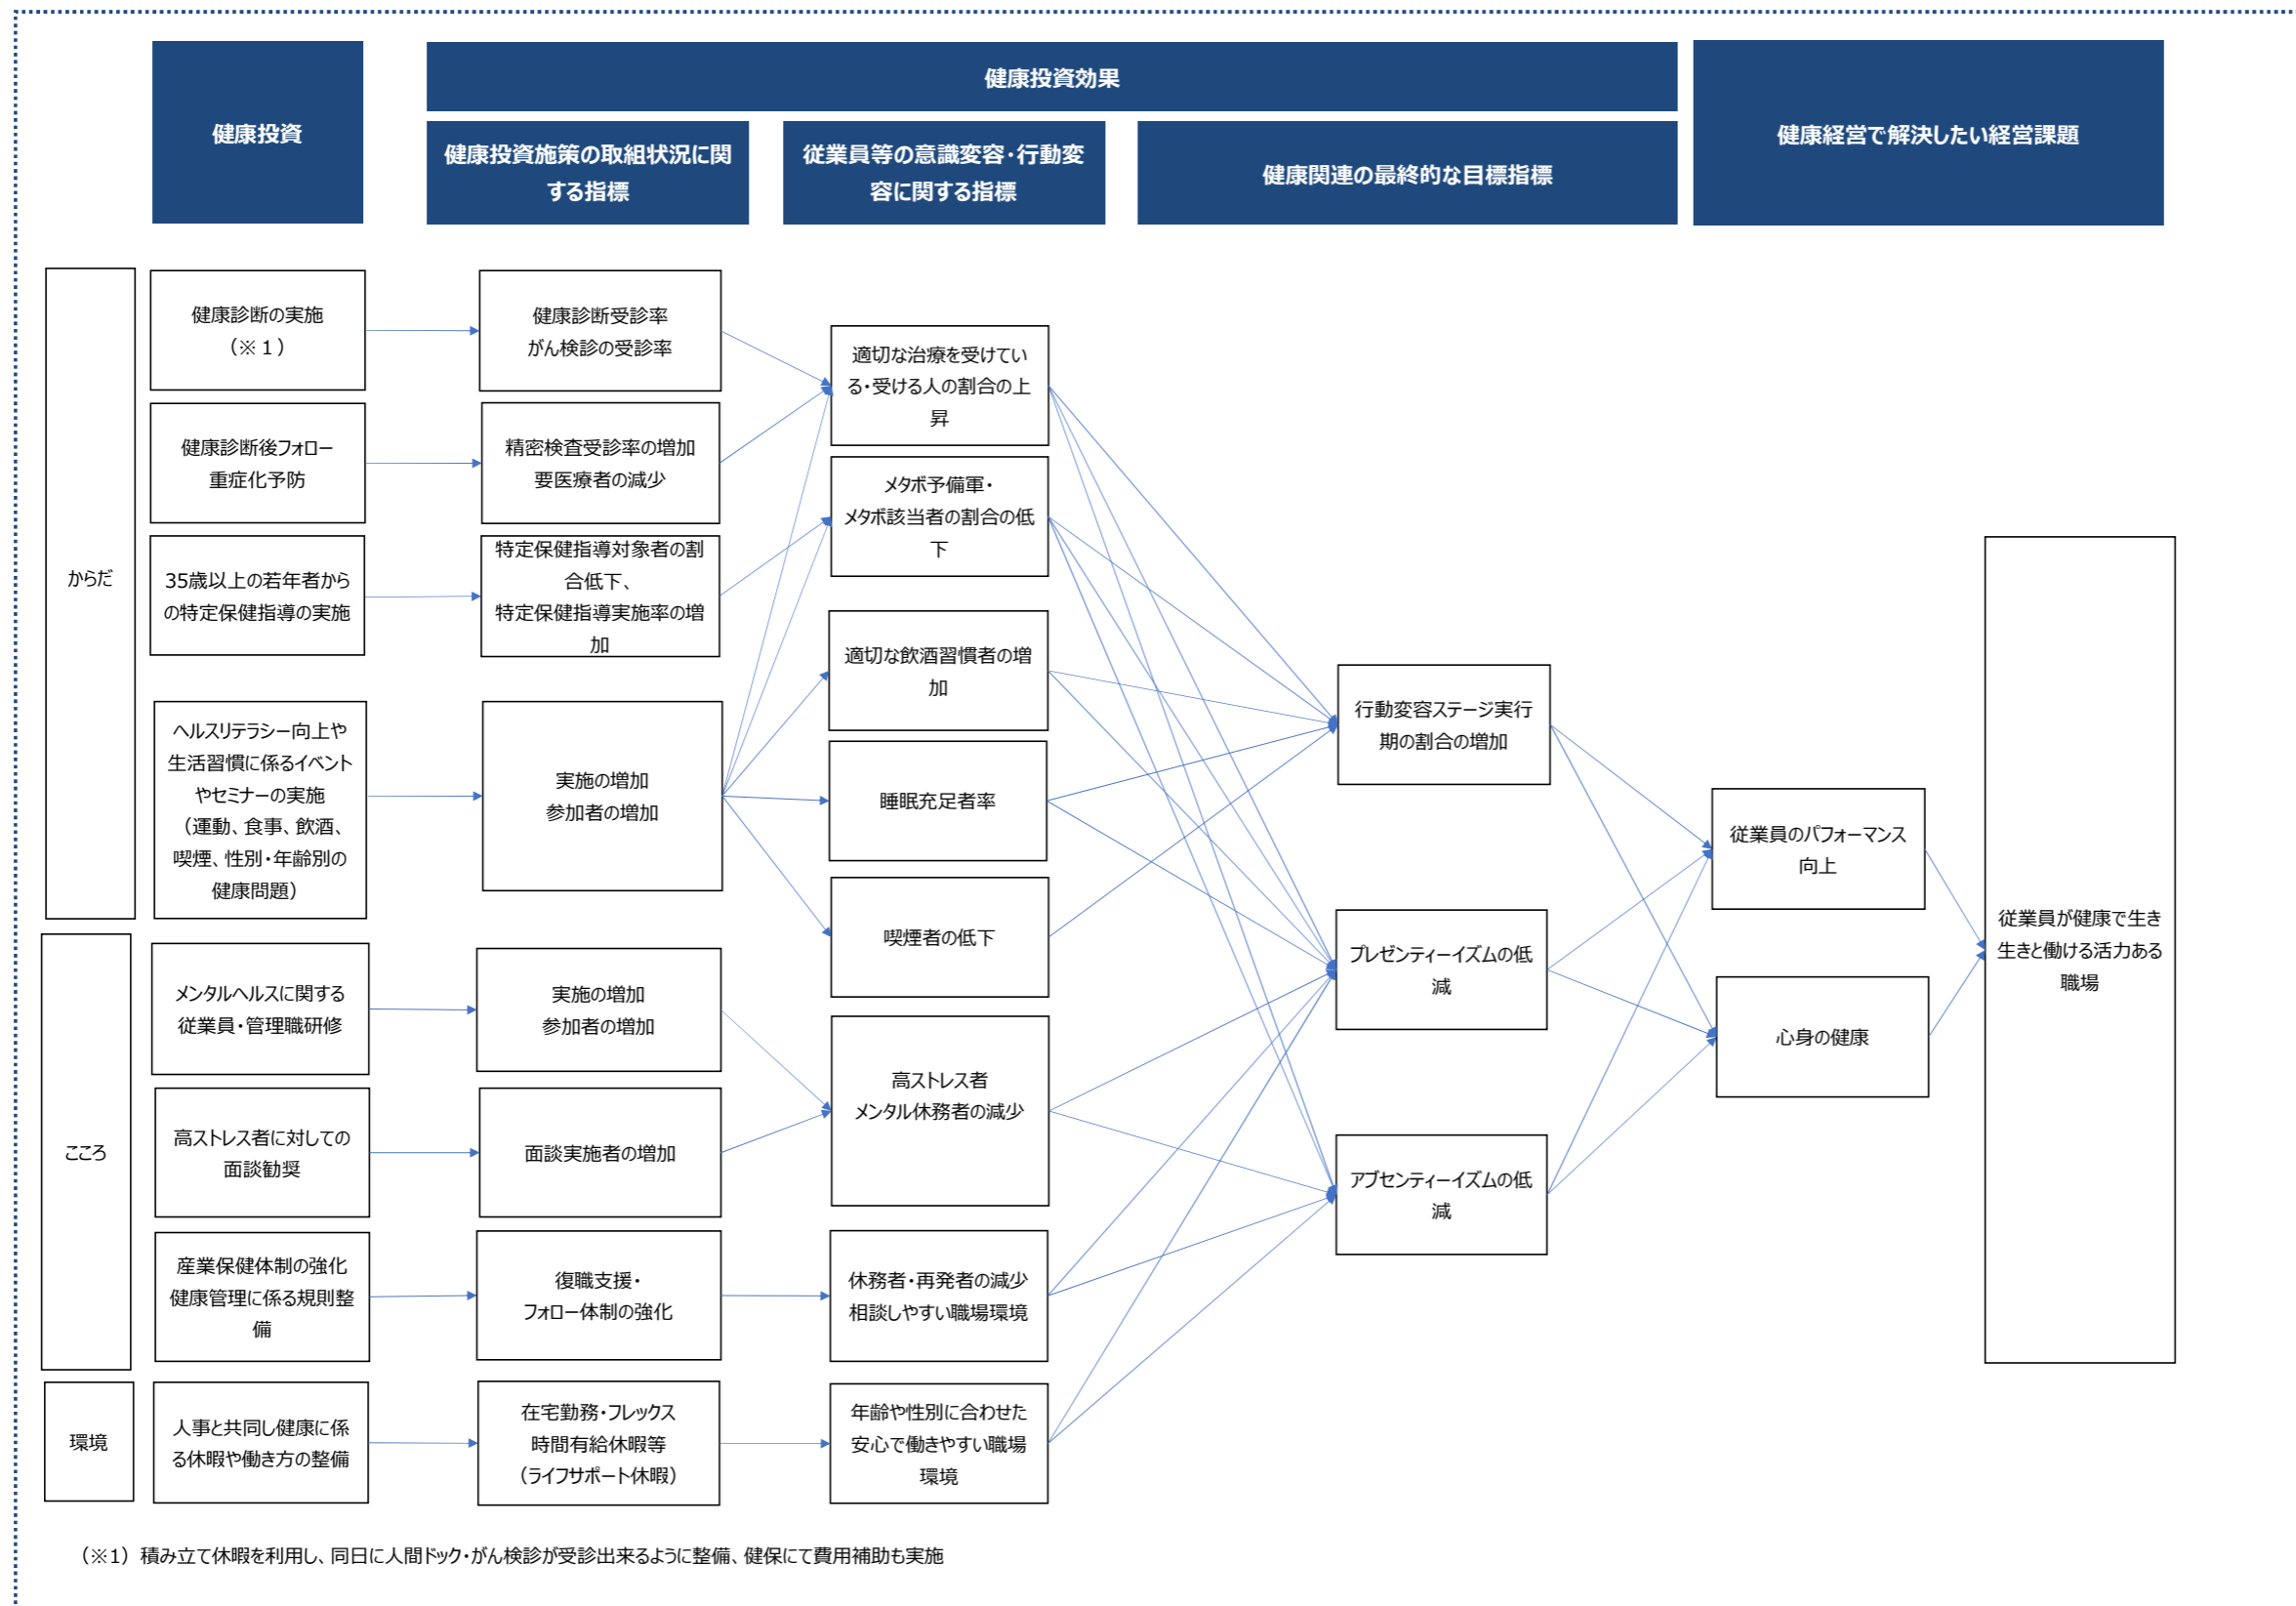 健康投資
健康投資効果
健康経営で解決したい経営課題
健康投資施策の取組状況に関
する指標
従業員等の意識変容・行動変
容に関する指標
健康関連の最終的な目標指標
からだ
健康診断の実施
（※１）
健康診断受診率
がん検診の受診率
適切な治療を受けてい
る・受ける人の割合の上
昇
健康診断後フォロー
重症化予防
精密検査受診率の増加
要医療者の減少
メタボ予備軍・
メタボ該当者の割合の低
下
35歳以上の若年者から
の特定保健指導の実施
特定保健指導対象者の割
合低下、
特定保健指導実施率の増
加
適切な飲酒習慣者の増
加
ヘルスリテラシー向上や
生活習慣に係るイベント
やセミナーの実施
（運動、食事、飲酒、
喫煙、性別・年齢別の
健康問題）
実施の増加
参加者の増加
睡眠充足者率
喫煙者の低下
行動変容ステージ実行
期の割合の増加
従業員のパフォーマンス
向上
従業員が健康で生き
生きと働ける活力ある
職場
こころ
メンタルヘルスに関する
従業員・管理職研修
実施の増加
参加者の増加
高ストレス者
メンタル休務者の減少
プレゼンティーイズムの低
減
心身の健康
高ストレス者に対しての
面談勧奨
面談実施者の増加
アブセンティーイズムの低
減
産業保健体制の強化
健康管理に係る規則整
備
復職支援・
フォロー体制の強化
休務者・再発者の減少
相談しやすい職場環境
環境
人事と共同し健康に係
る休暇や働き方の整備
在宅勤務・フレックス
時間有給休暇等
（ライフサポート休暇）
年齢や性別に合わせた
安心で働きやすい職場
環境
（※1）積み立て休暇を利用し、同日に人間ドック・がん検診が受診出来るように整備、健保にて費用補助も実施